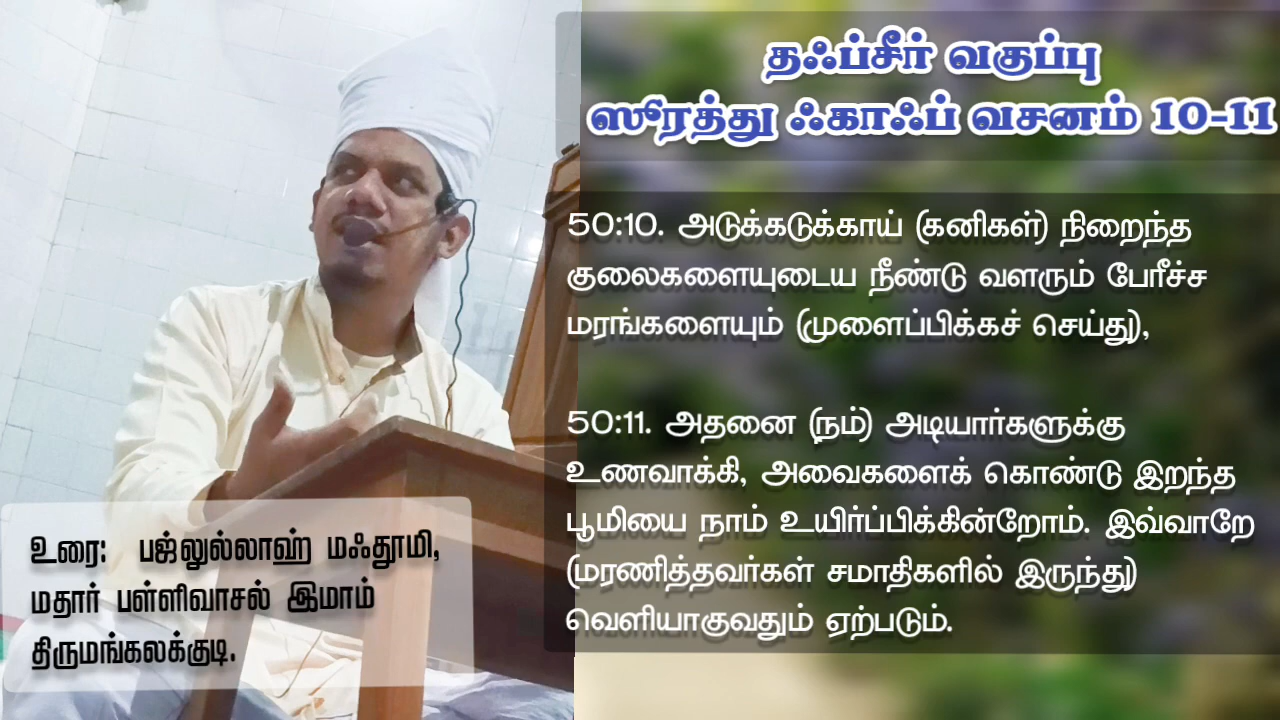 தஃப்சீர் வகுப்பு
ஸூரத்து ஃகாஃப் வசனம் 10-11
50:10. அடுக்கடுக்காய் (கனிகள்) நிறைந்த
குலைகளையுடைய நீண்டு வளரும் பேரீச்ச
மரங்களையும் (முளைப்பிக்கச் செய்து),
50:11. அதனை (நம்) அடியார்களுக்கு
உணவாக்கி, அவைகளைக் கொண்டு இறந்த
பூமியை நாம் உயிர்ப்பிக்கின்றோம். இவ்வாறே
(மரணித்தவர்கள் சமாதிகளில் இருந்து)
வெளியாகுவதும் ஏற்படும்.
உரை: பஜ்லுல்லாஹ் மஃதூமி,
மதார் பள்ளிவாசல் இமாம்
திருமங்கலக்குடி.